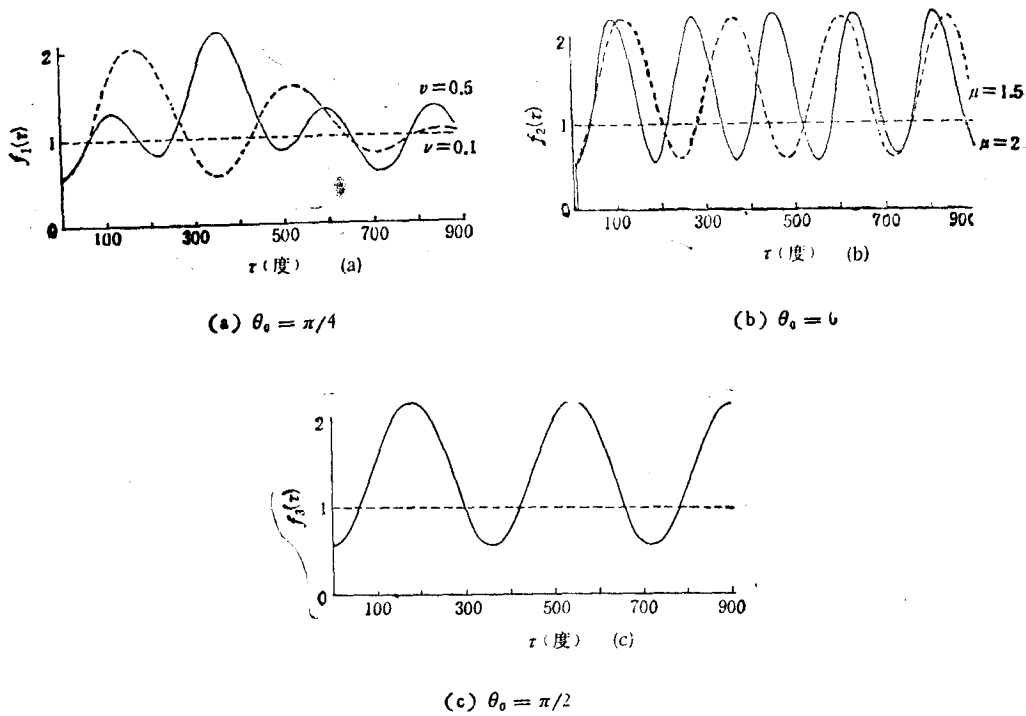 2
1
0
f₁(τ)
ν=0.5
ν=0.1
100 300 500 700 900
τ(度) (a)
(a) θ₀ = π/4
2
1
0
f₂(τ)
μ=1.5
μ=2
100 300 500 700 900
τ(度) (b)
(b) θ₀ =
2
1
0
f₃(τ)
100 300 500 700 900
τ(度) (c)
(c) θ₀ = π/2